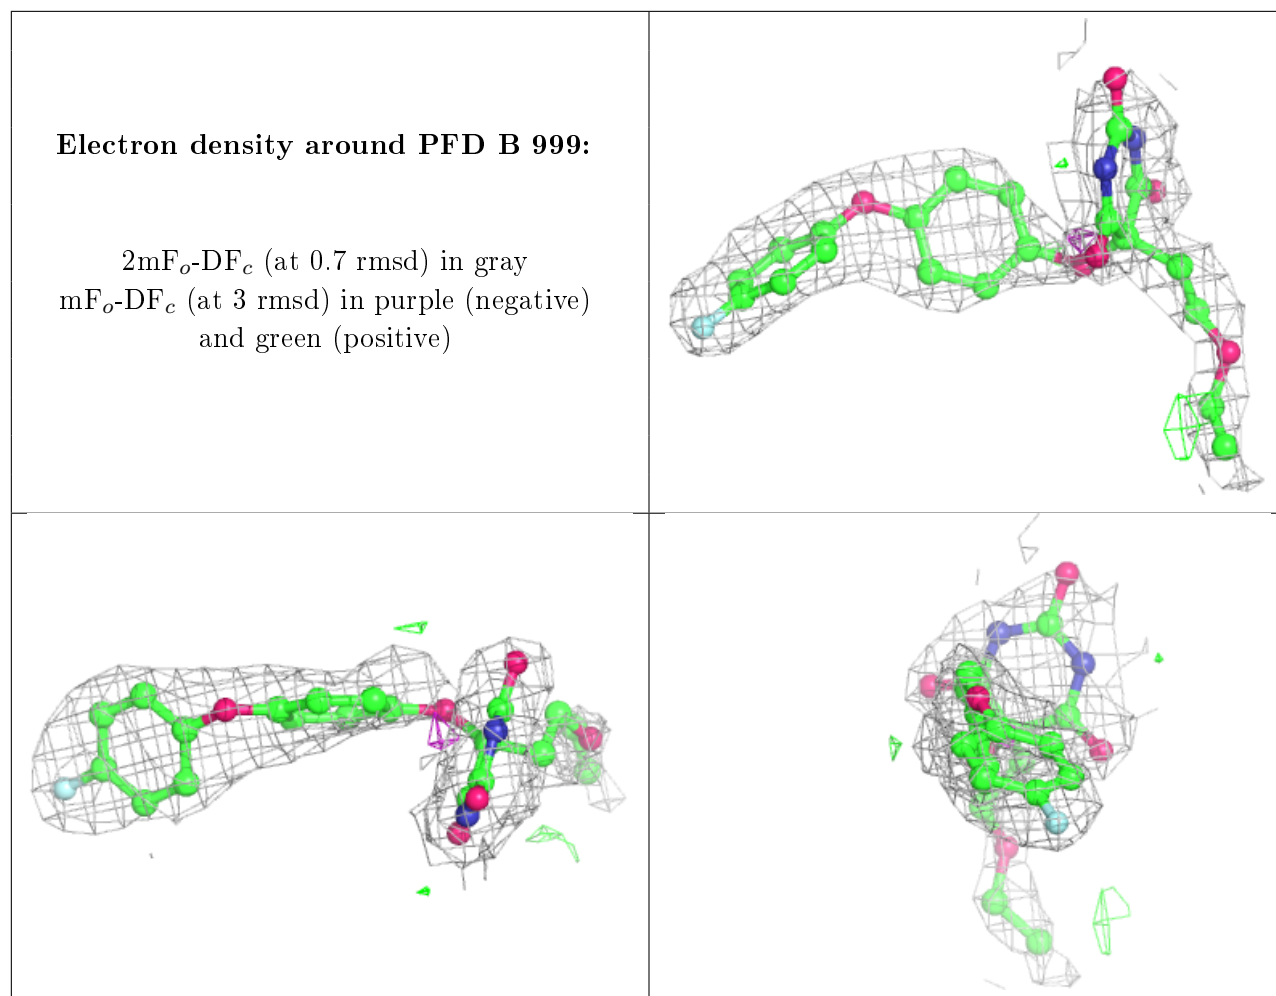 Electron density around PFD B 999:
2mFo-DFc (at 0.7 rmsd) in gray
mFo-DFc (at 3 rmsd) in purple (negative)
and green (positive)